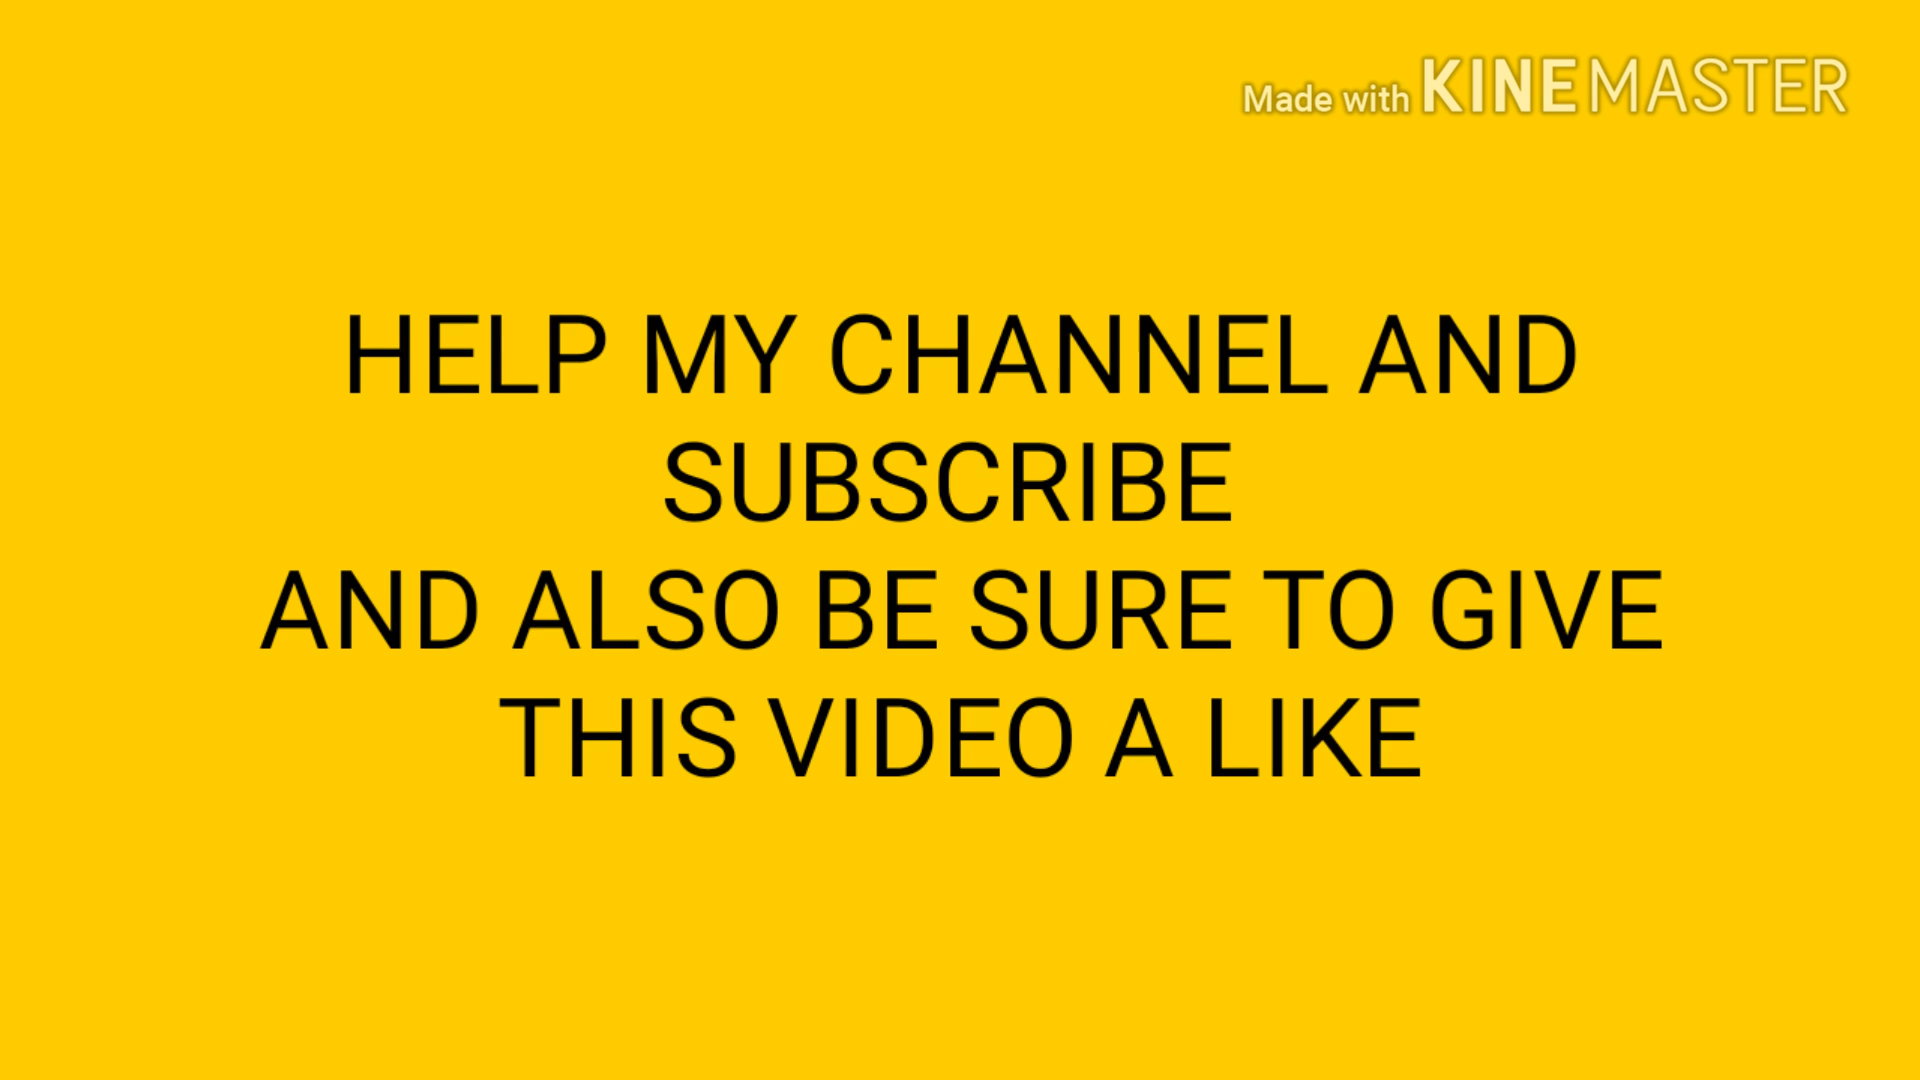 Made with KINEMASTER
HELP MY CHANNEL AND
SUBSCRIBE
AND ALSO BE SURE TO GIVE
THIS VIDEO A LIKE